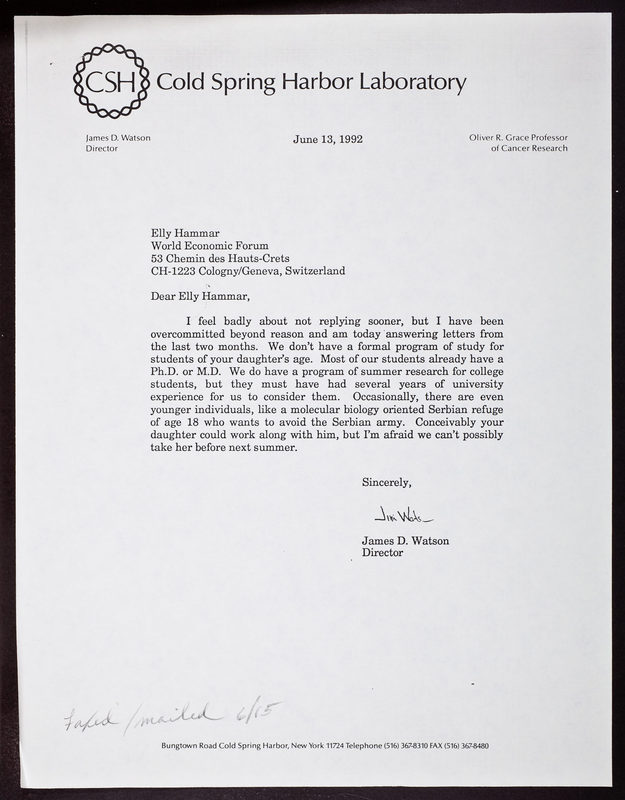 CSH Cold Spring Harbor Laboratory
James D. Watson
Director
June 13, 1992
Oliver R. Grace Professor
of Cancer Research
Elly Hammar
World Economic Forum
53 Chemin des Hauts-Crets
CH-1223 Cologny/Geneva, Switzerland
Dear Elly Hammar,
I feel badly about not replying sooner, but I have been
overcommitted beyond reason and am today answering letters from
the last two months. We don't have a formal program of study for
students of your daughter's age. Most of our students already have a
Ph.D. or M.D. We do have a program of summer research for college
students, but they must have had several years of university
experience for us to consider them. Occasionally, there are even
younger individuals, like a molecular biology oriented Serbian refuge
of age 18 who wants to avoid the Serbian army. Conceivably your
daughter could work along with him, but I'm afraid we can't possibly
take her before next summer.
Sincerely,
Jim Watson
James D. Watson
Director
faxed / mailed 6/15
Bungtown Road Cold Spring Harbor, New York 11724 Telephone (516) 367-8310 FAX (516) 367-8480